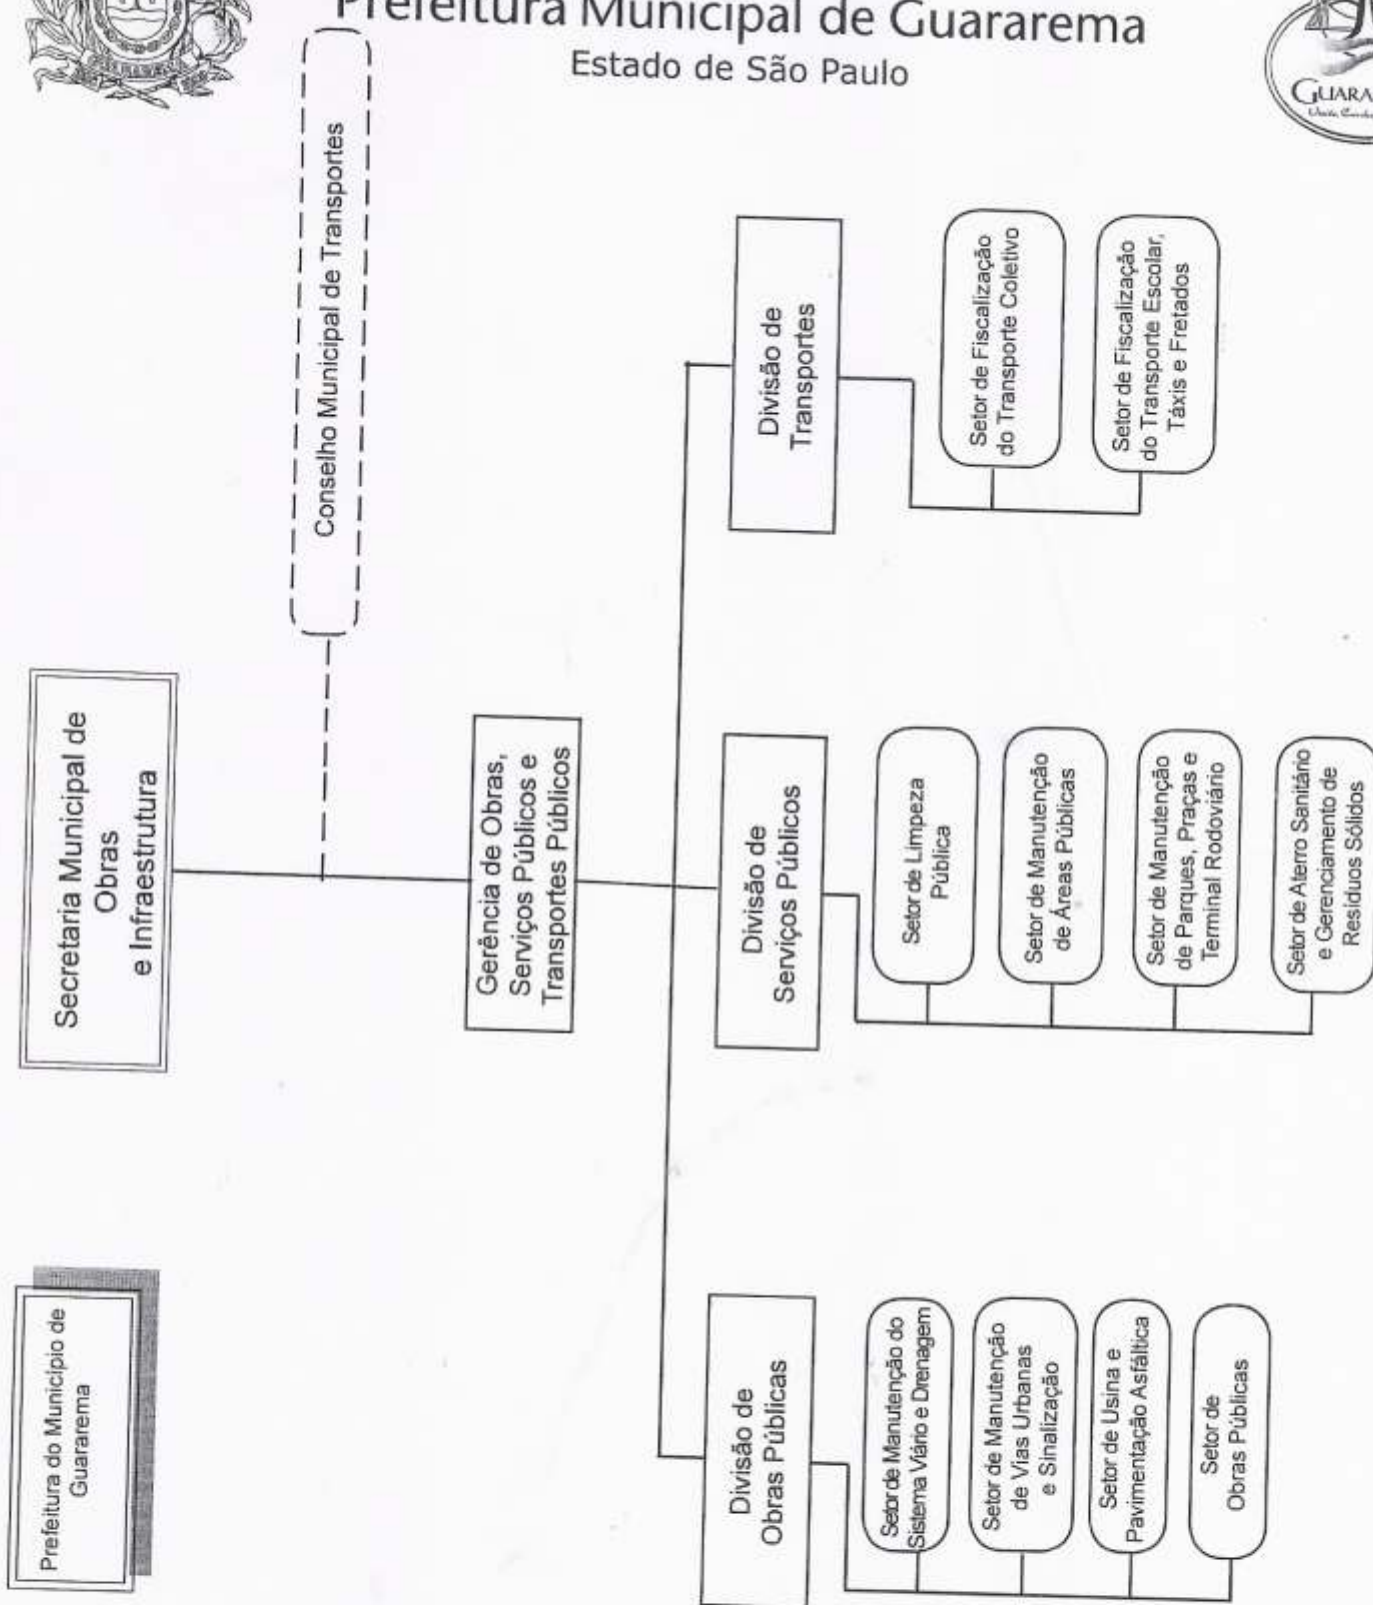 Prefeitura Municipal de Guararema
Estado de São Paulo
Prefeitura do Município de
Guararema
Secretaria Municipal de
Obras
e Infraestrutura
Conselho Municipal de Transportes
Gerência de Obras,
Serviços Públicos e
Transportes Públicos
Divisão de
Obras Públicas
Setor de Manutenção do
Sistema Viário e Drenagem
Setor de Manutenção
de Vias Urbanas
e Sinalização
Setor de Usina e
Pavimentação Asfáltica
Setor de
Obras Públicas
Divisão de
Serviços Públicos
Setor de Limpeza
Pública
Setor de Manutenção
de Áreas Públicas
Setor de Manutenção
de Parques, Praças e
Terminal Rodoviário
Setor de Aterro Sanitário
e Gerenciamento de
Resíduos Sólidos
Divisão de
Transportes
Setor de Fiscalização
do Transporte Coletivo
Setor de Fiscalização
do Transporte Escolar,
Táxis e Fretados